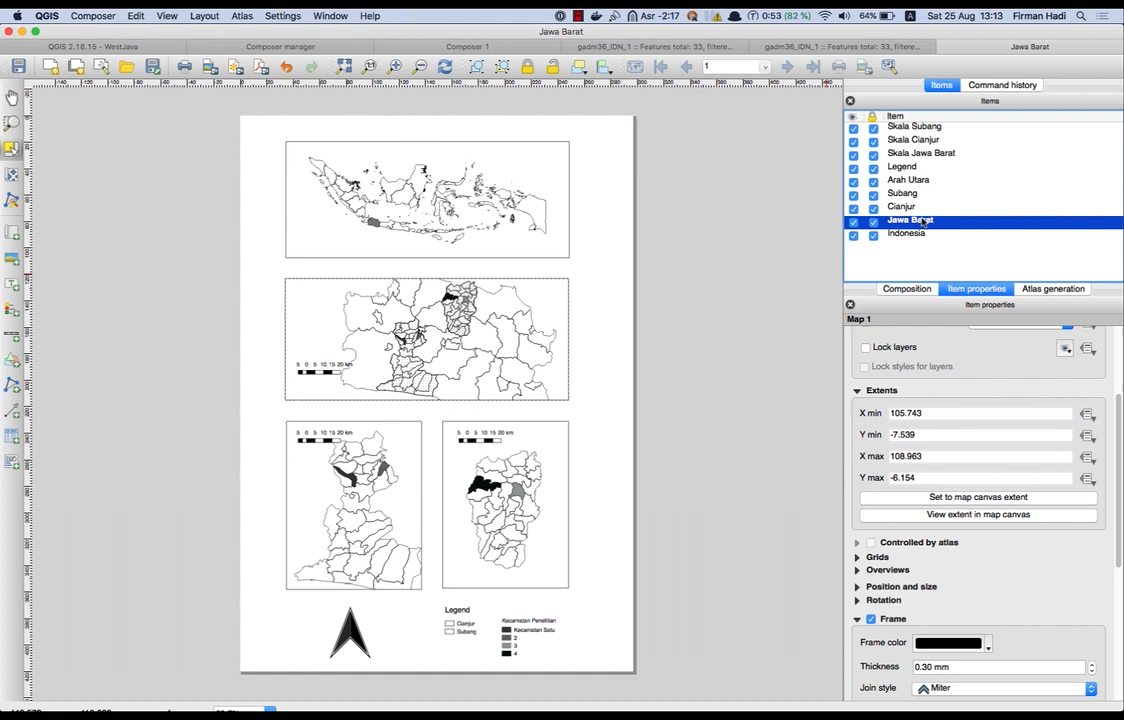 QGIS Composer Edit View Layout Atlas Settings Window Help Asr -2:17 0:53 (82 %) 64% A Sat 25 Aug 13:13 Firman Hadi
Jawa Barat
QGIS 2.18.15 - WestJava Composer manager Composer 1 gadm36_IDN_1 :: Features total: 33, filtere... gadm36_IDN_1 :: Features total: 33, filtere... Jawa Barat
1
Items Command history
Items
Item
Skala Subang
Skala Cianjur
Skala Jawa Barat
Legend
Arah Utara
Subang
Cianjur
Jawa Barat
Indonesia
Composition Item properties Atlas generation
Item properties
Map 1
Lock layers
Lock styles for layers
Extents
X min 105.743
Y min -7.539
X max 108.963
Y max -6.154
Set to map canvas extent
View extent in map canvas
Controlled by atlas
Grids
Overviews
Position and size
Rotation
Frame
Frame color
Thickness 0.30 mm
Join style Miter
5 0 5 10 15 20 km
5 0 5 10 15 20 km
5 0 5 10 15 20 km
Legend
Cianjur
Subang
Kecamatan Penelitian
Kecamatan Satu
2
3
4